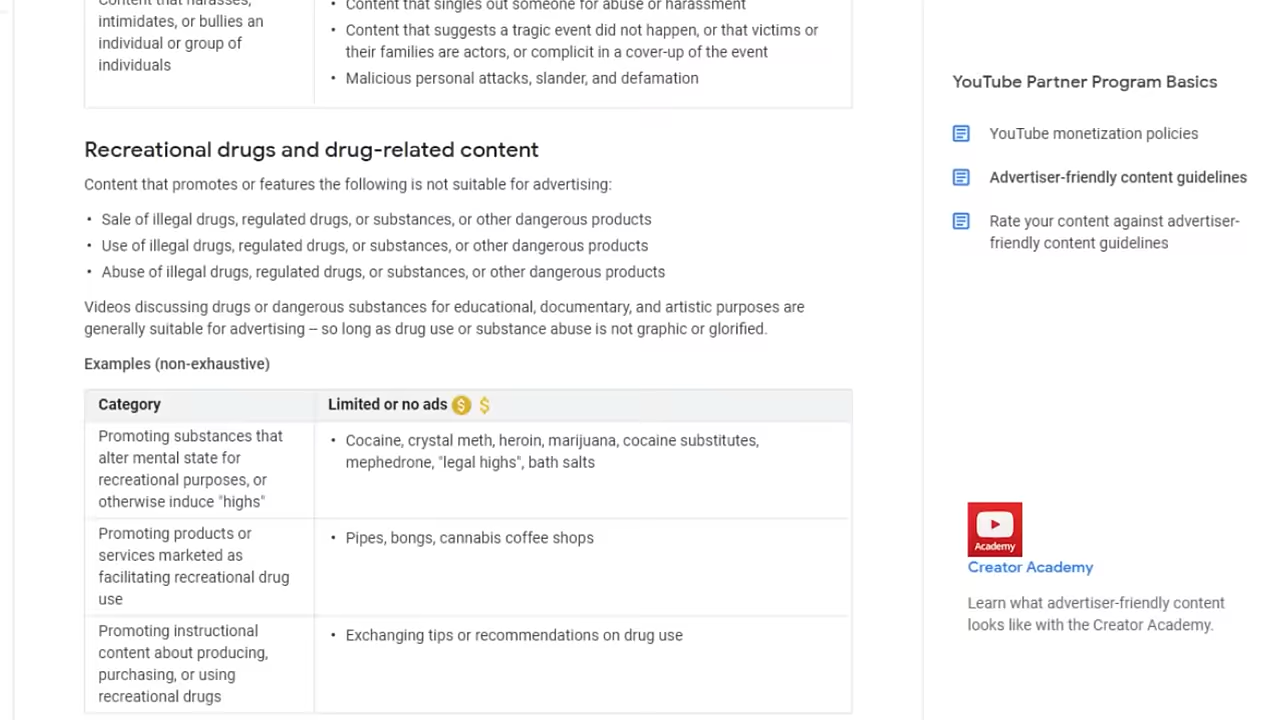 Content that harasses,
intimidates, or bullies an
individual or group of
individuals
• Content that singles out someone for abuse or harassment
• Content that suggests a tragic event did not happen, or that victims or
their families are actors, or complicit in a cover-up of the event
• Malicious personal attacks, slander, and defamation
Recreational drugs and drug-related content
Content that promotes or features the following is not suitable for advertising:
• Sale of illegal drugs, regulated drugs, or substances, or other dangerous products
• Use of illegal drugs, regulated drugs, or substances, or other dangerous products
• Abuse of illegal drugs, regulated drugs, or substances, or other dangerous products
Videos discussing drugs or dangerous substances for educational, documentary, and artistic purposes are
generally suitable for advertising – so long as drug use or substance abuse is not graphic or glorified.
Examples (non-exhaustive)
Category
Limited or no ads $ $
Promoting substances that
alter mental state for
recreational purposes, or
otherwise induce "highs"
• Cocaine, crystal meth, heroin, marijuana, cocaine substitutes,
mephedrone, "legal highs", bath salts
Promoting products or
services marketed as
facilitating recreational drug
use
• Pipes, bongs, cannabis coffee shops
Promoting instructional
content about producing,
purchasing, or using
recreational drugs
• Exchanging tips or recommendations on drug use
YouTube Partner Program Basics
YouTube monetization policies
Advertiser-friendly content guidelines
Rate your content against advertiser-
friendly content guidelines
Academy
Creator Academy
Learn what advertiser-friendly content
looks like with the Creator Academy.